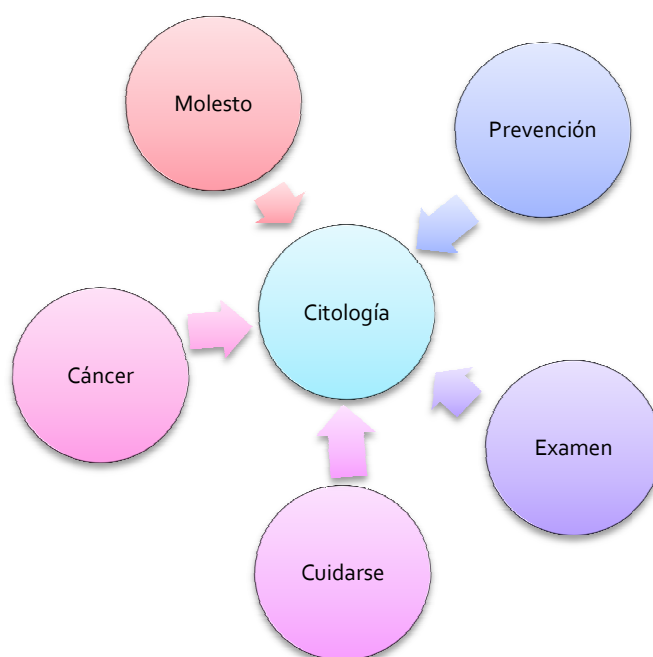 Molesto
Prevención
Citología
Cáncer
Examen
Cuidarse